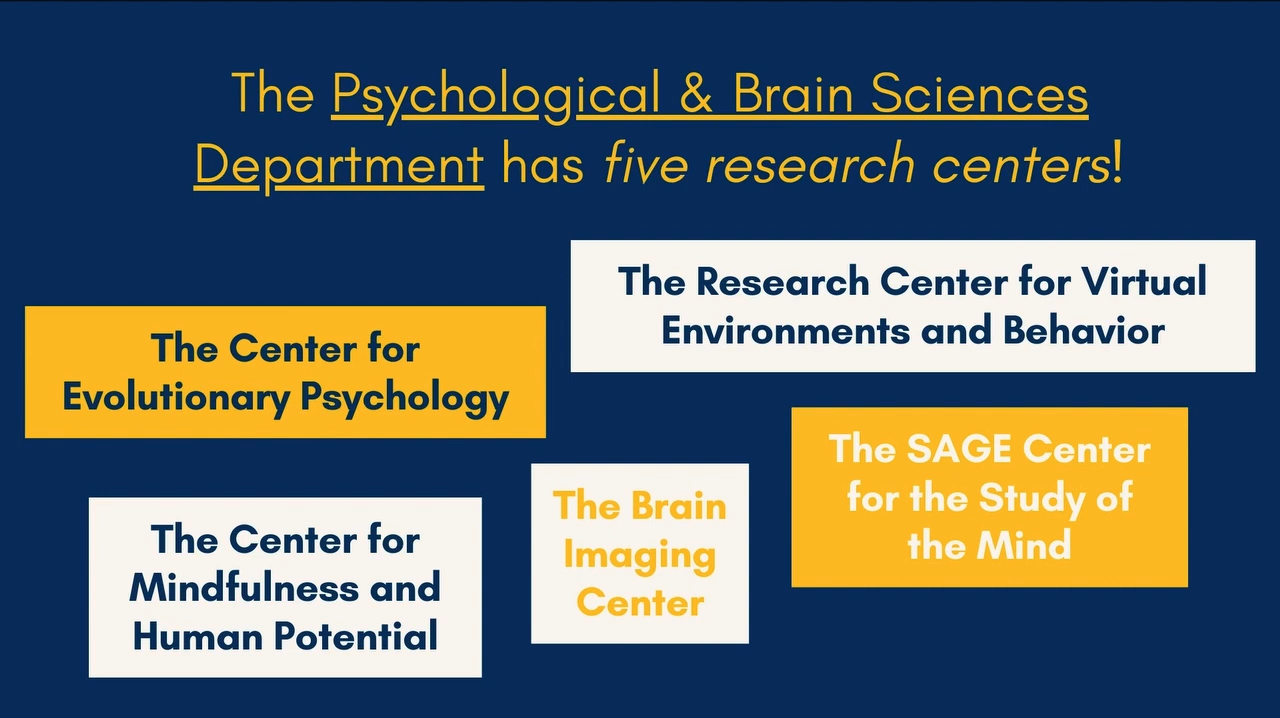 The Psychological & Brain Sciences
Department has five research centers!
The Research Center for Virtual
Environments and Behavior
The Center for
Evolutionary Psychology
The SAGE Center
for the Study of
the Mind
The Brain
Imaging
Center
The Center for
Mindfulness and
Human Potential